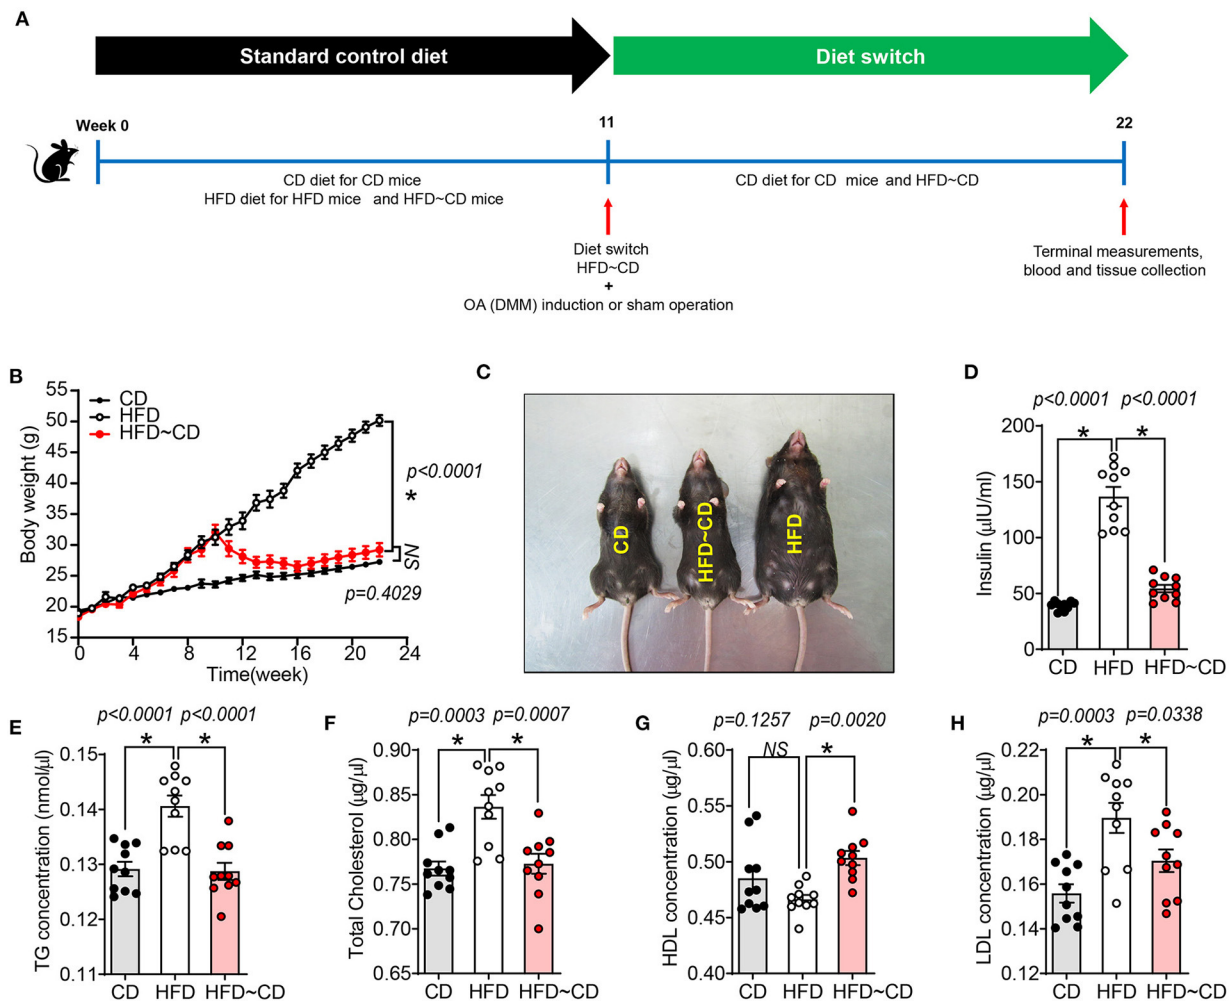 A
Standard control diet
Diet switch
Week 0
11
22
CD diet for CD mice
HFD diet for HFD mice and HFD~CD mice
CD diet for CD mice and HFD~CD
Diet switch
HFD~CD
+
OA (DMM) induction or sham operation
Terminal measurements,
blood and tissue collection
B
CD
HFD
HFD~CD
Body weight (g)
55
50
45
40
35
30
25
20
15
0
4
8
12
16
20
24
Time(week)
p<0.0001
*
NS
p=0.4029
C
CD
HFD~CD
HFD
D
p<0.0001 p<0.0001
* *
Insulin (µIU/ml)
200
150
100
50
0
CD HFD HFD~CD
E
p<0.0001 p<0.0001
* *
TG concentration (nmol/µl)
0.15
0.14
0.13
0.12
0.11
CD HFD HFD~CD
F
p=0.0003 p=0.0007
* *
Total Cholesterol (µg/µl)
0.90
0.85
0.80
0.75
0.70
0.65
CD HFD HFD~CD
G
p=0.1257 p=0.0020
NS *
HDL concentration (µg/µl)
0.60
0.55
0.50
0.45
0.40
CD HFD HFD~CD
H
p=0.0003 p=0.0338
* *
LDL concentration (µg/µl)
0.22
0.20
0.18
0.16
0.14
0.12
CD HFD HFD~CD